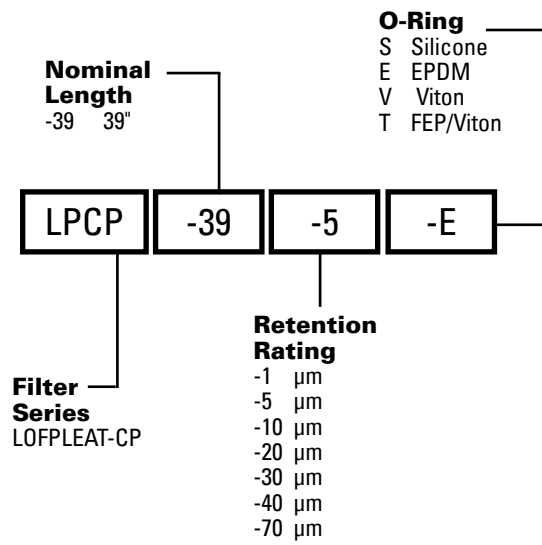 O-Ring
S Silicone
E EPDM
V Viton
T FEP/Viton
Nominal
Length
-39 39"
LPCP -39 -5 -E
Retention
Rating
-1 µm
-5 µm
-10 µm
-20 µm
-30 µm
-40 µm
-70 µm
Filter
Series
LOFPLEAT-CP